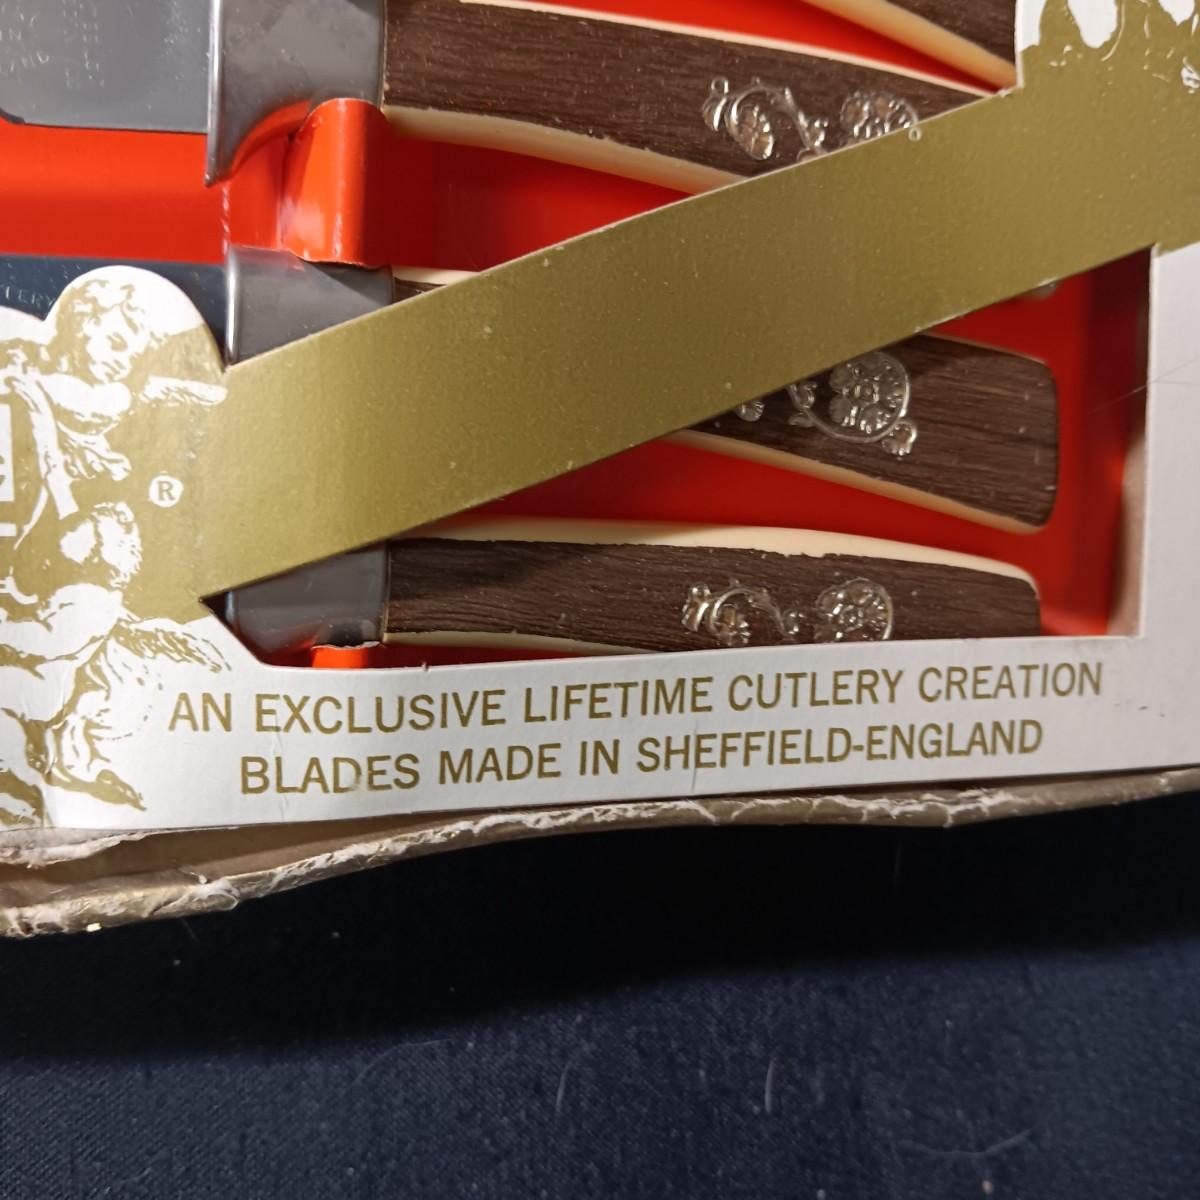 ®
AN EXCLUSIVE LIFETIME CUTLERY CREATION
BLADES MADE IN SHEFFIELD-ENGLAND